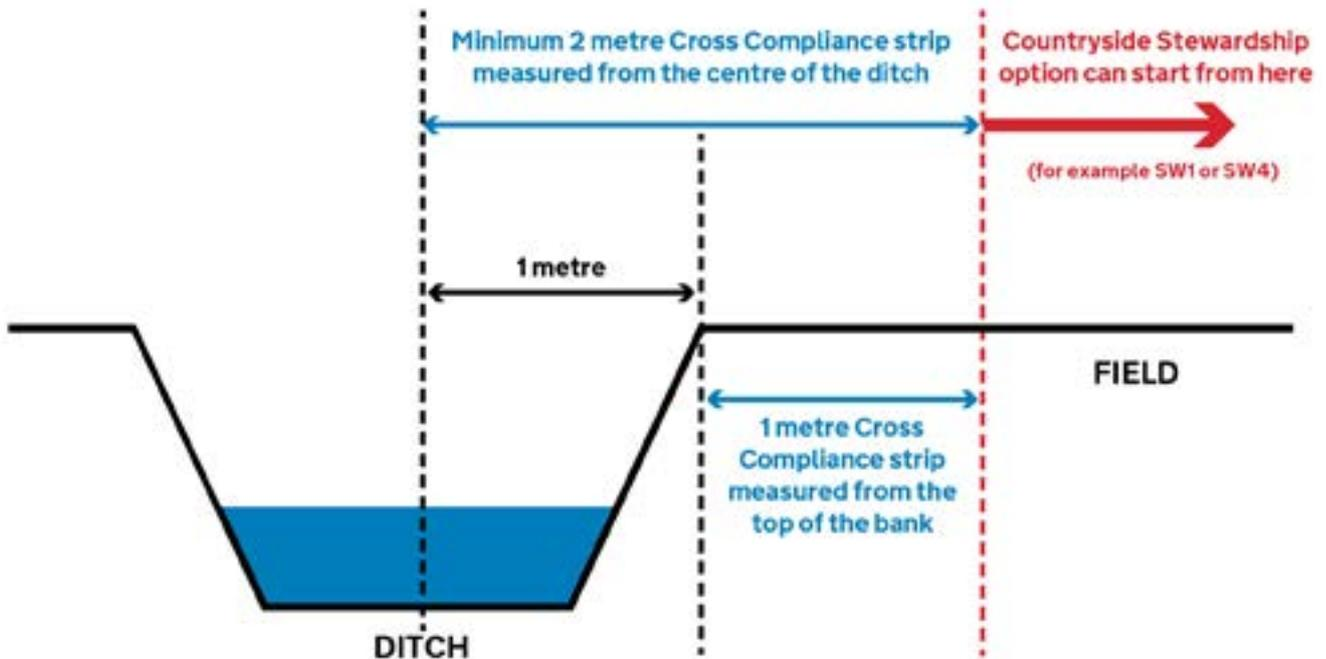 Minimum 2 metre Cross Compliance strip
measured from the centre of the ditch
Countryside Stewardship
option can start from here
(for example SW1 or SW4)
1 metre
FIELD
1 metre Cross
Compliance strip
measured from the
top of the bank
DITCH